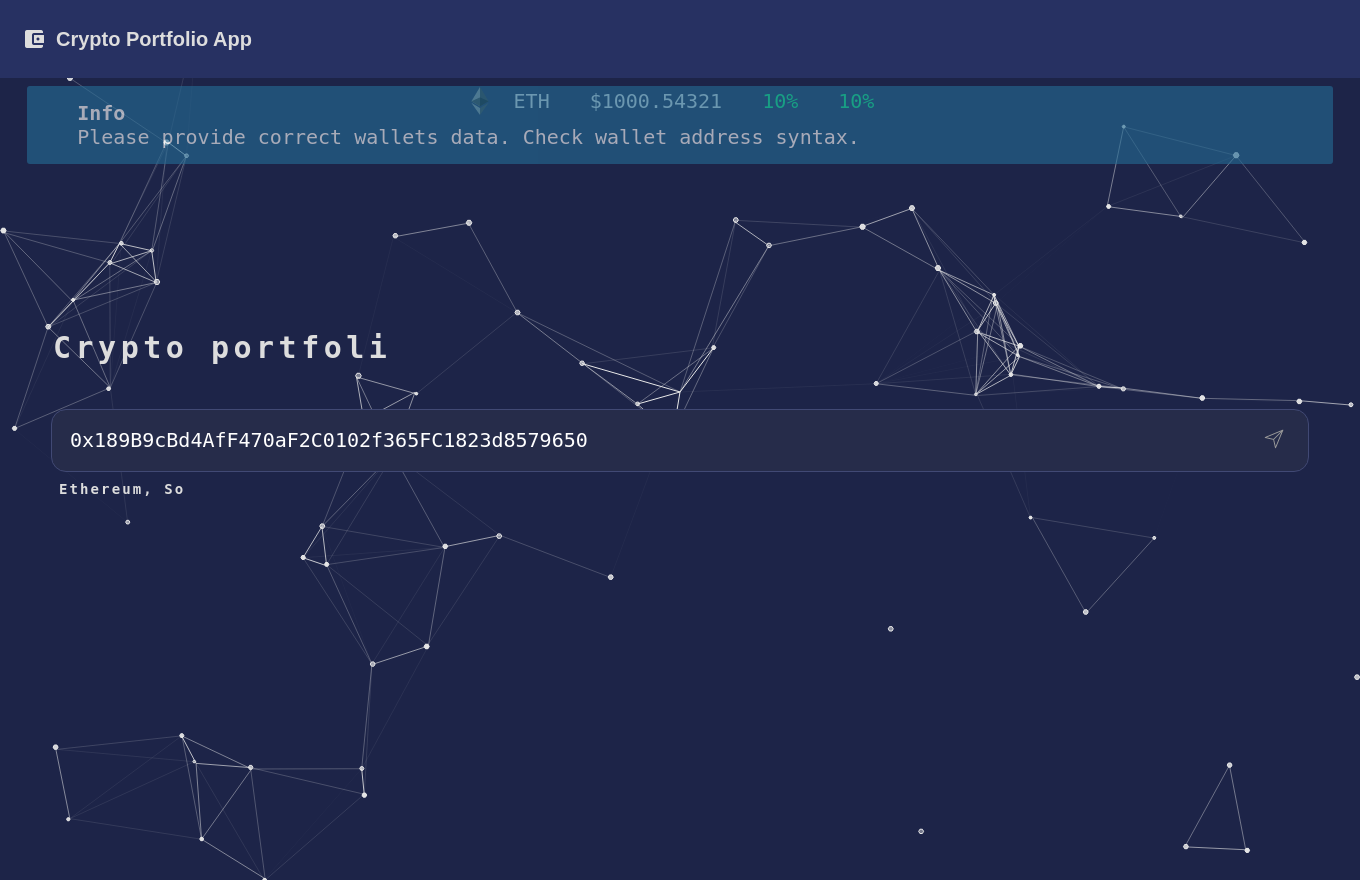 Crypto Portfolio App
ETH $1000.54321 10% 10%
Info
Please provide correct wallets data. Check wallet address syntax.
Crypto portfoli
0x189B9cBd4AfF470aF2C0102f365FC1823d8579650
Ethereum, So